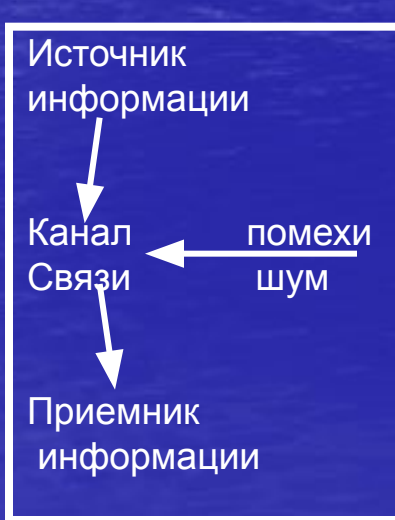 Источник
информации
Канал помехи
Связи шум
Приемник
информации